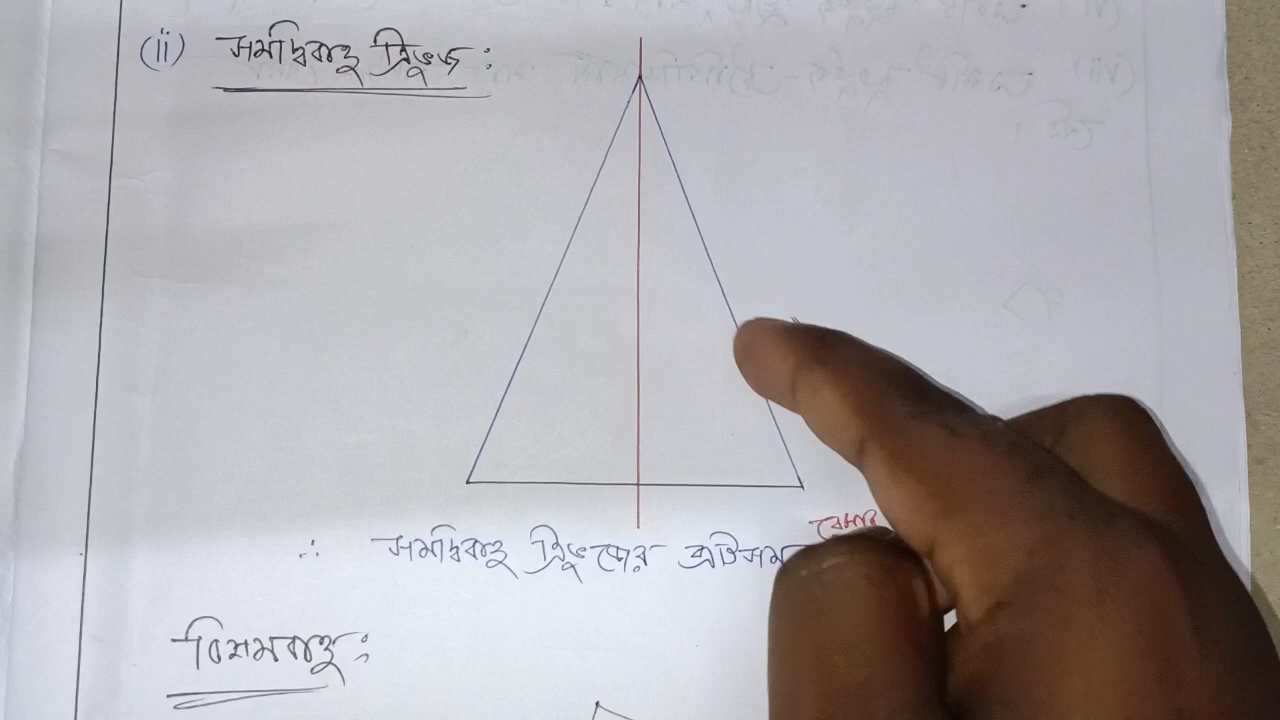 (ii) সমদ্বিবাহু ত্রিভুজ :
∴ সমদ্বিবাহু ত্রিভুজের প্রতিসম
বিষমবাহু :